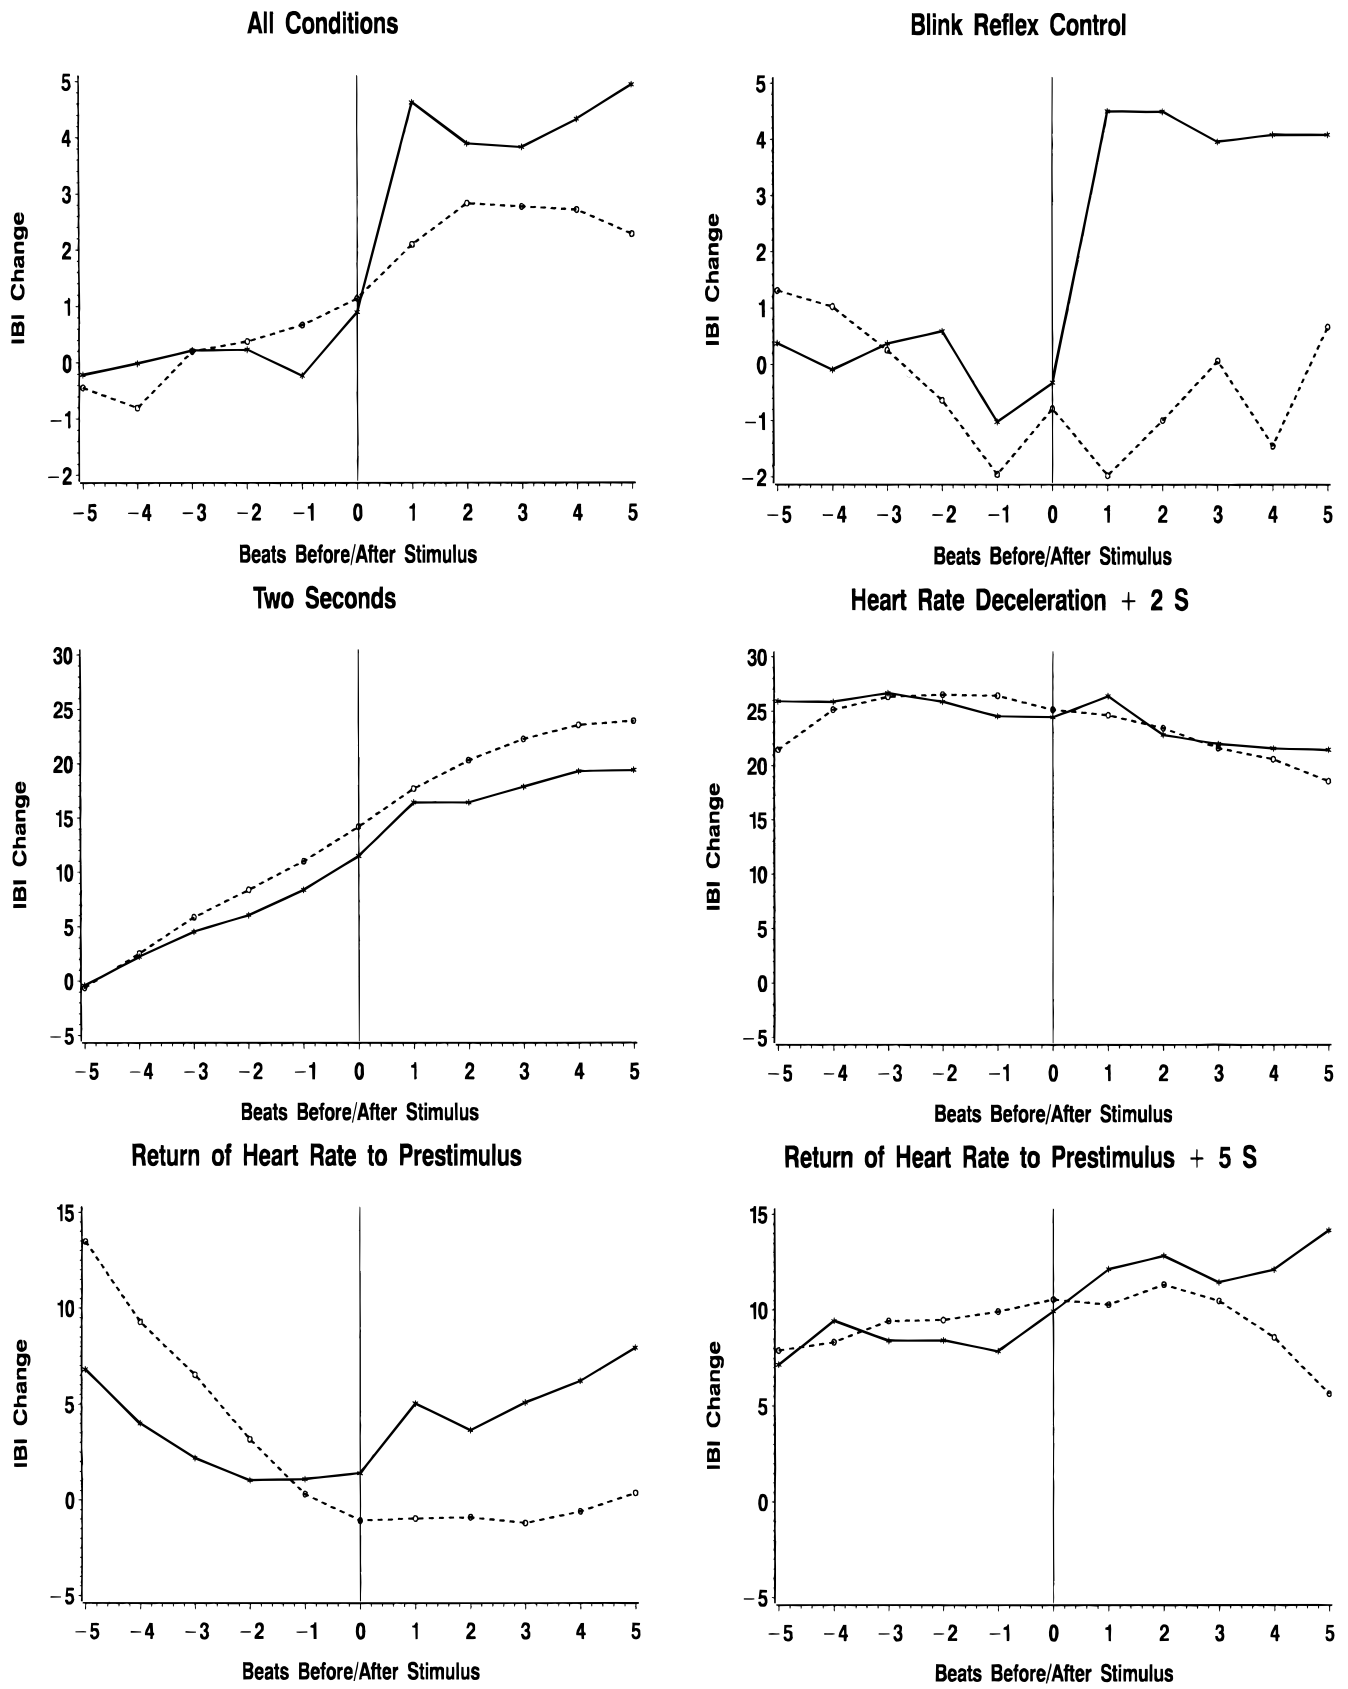 All Conditions
5
4
3
2
1
0
−1
−2
IBI Change
−5 −4 −3 −2 −1 0 1 2 3 4 5
Beats Before/After Stimulus
Blink Reflex Control
5
4
3
2
1
0
−1
−2
IBI Change
−5 −4 −3 −2 −1 0 1 2 3 4 5
Beats Before/After Stimulus
Two Seconds
30
25
20
15
10
5
0
−5
IBI Change
−5 −4 −3 −2 −1 0 1 2 3 4 5
Beats Before/After Stimulus
Heart Rate Deceleration + 2 S
30
25
20
15
10
5
0
−5
IBI Change
−5 −4 −3 −2 −1 0 1 2 3 4 5
Beats Before/After Stimulus
Return of Heart Rate to Prestimulus
15
10
5
0
−5
IBI Change
−5 −4 −3 −2 −1 0 1 2 3 4 5
Beats Before/After Stimulus
Return of Heart Rate to Prestimulus + 5 S
15
10
5
0
−5
IBI Change
−5 −4 −3 −2 −1 0 1 2 3 4 5
Beats Before/After Stimulus